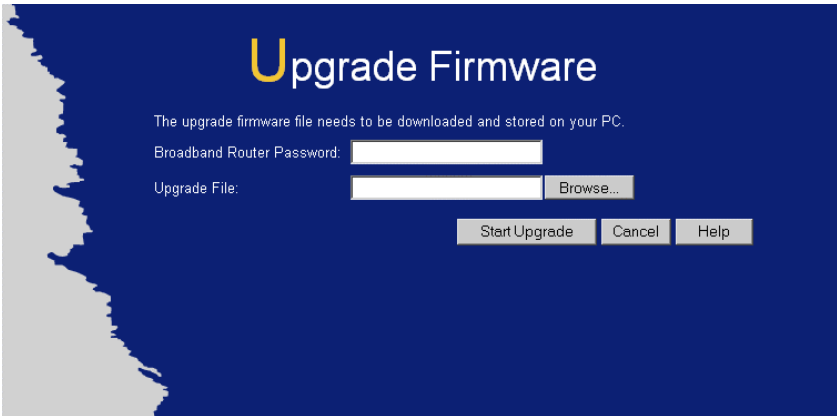 Upgrade Firmware
The upgrade firmware file needs to be downloaded and stored on your PC.
Broadband Router Password:
Upgrade File: Browse...
Start Upgrade Cancel Help